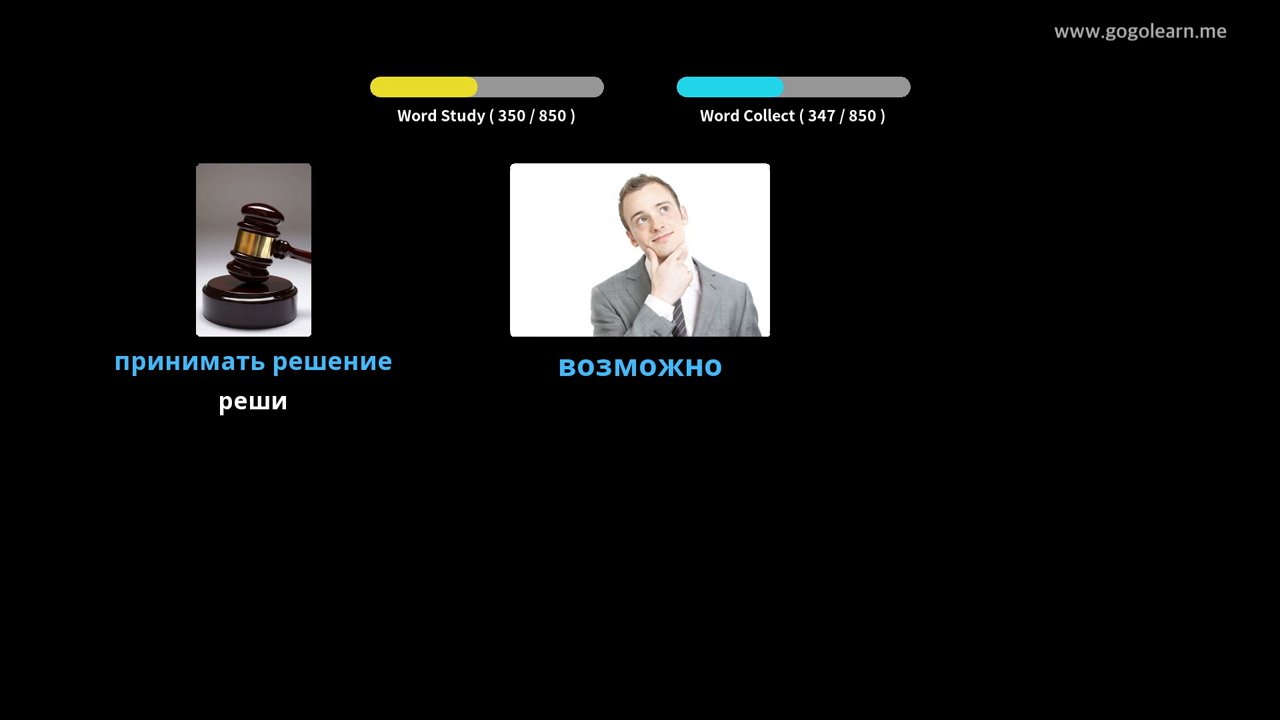 www.gogolearn.me
Word Study ( 350 / 850 )
Word Collect ( 347 / 850 )
принимать решение
реши
возможно